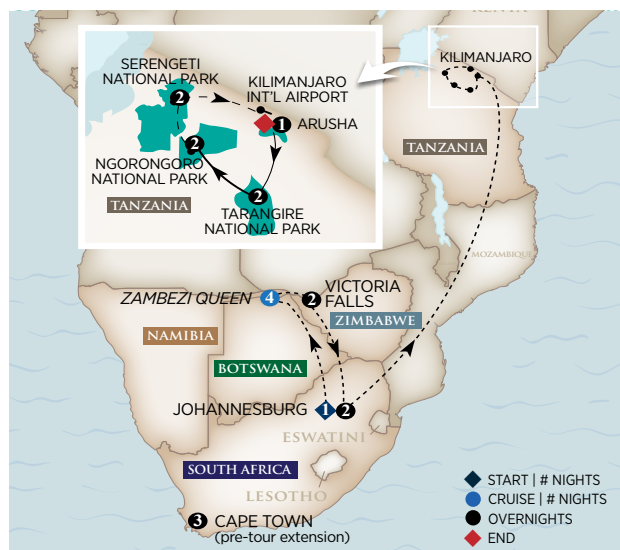 KENYA
SERENGETI
NATIONAL PARK
2
KILIMANJARO
INT'L AIRPORT
1 ARUSHA
2
NGORONGORO
NATIONAL PARK
TANZANIA
2
TARANGIRE
NATIONAL PARK
KILIMANJARO
TANZANIA
MOZAMBIQUE
ZAMBEZI QUEEN 4
2 VICTORIA
FALLS
ZIMBABWE
NAMIBIA
BOTSWANA
JOHANNESBURG 1 2
ESWATINI
SOUTH AFRICA
LESOTHO
3 CAPE TOWN
(pre-tour extension)
START | # NIGHTS
CRUISE | # NIGHTS
OVERNIGHTS
END